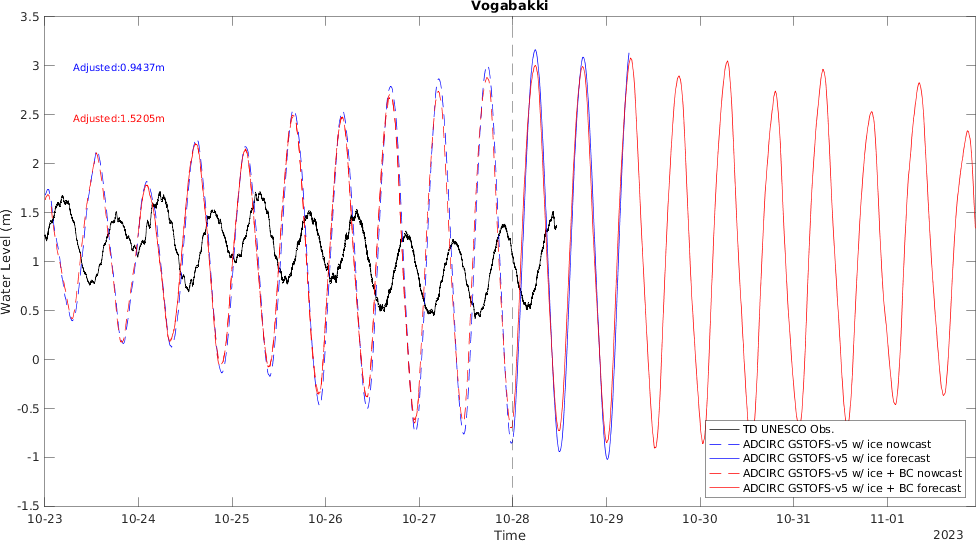 Vogabakki
3.5
3
2.5
2
1.5
1
0.5
0
-0.5
-1
-1.5
Water Level (m)
Adjusted:0.9437m
Adjusted:1.5205m
TD UNESCO Obs.
ADCIRC GSTOFS-v5 w/ ice nowcast
ADCIRC GSTOFS-v5 w/ ice forecast
ADCIRC GSTOFS-v5 w/ ice + BC nowcast
ADCIRC GSTOFS-v5 w/ ice + BC forecast
10-23 10-24 10-25 10-26 10-27 10-28 10-29 10-30 10-31 11-01
Time
2023